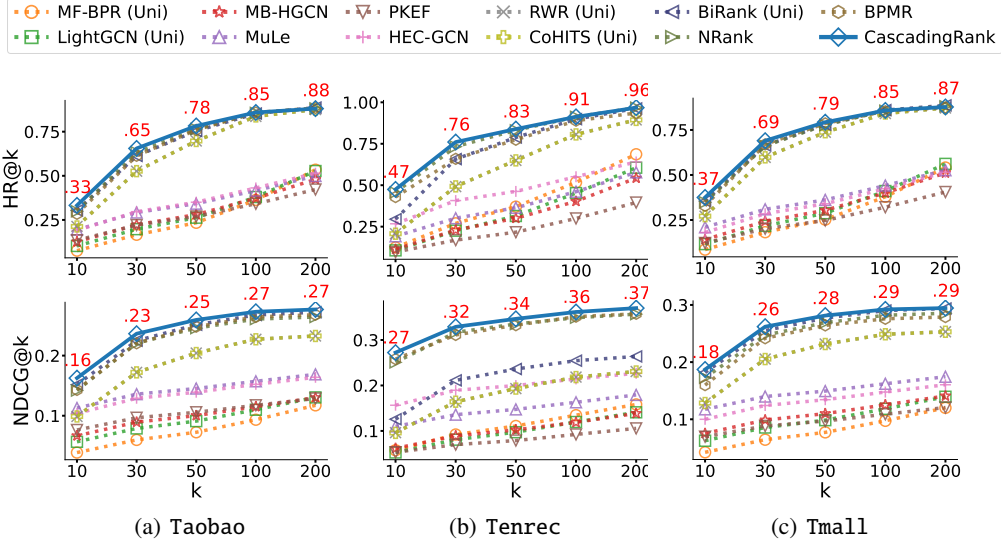 MF-BPR (Uni) MB-HGCN PKEF RWR (Uni) BiRank (Uni) BPMR
LightGCN (Uni) MuLe HEC-GCN CoHITS (Uni) NRank CascadingRank
HR@k
0.75
0.50
0.25
.33 .65 .78 .85 .88
10 30 50 100 200
1.00
0.75
0.50
0.25
.47 .76 .83 .91 .96
10 30 50 100 200
0.75
0.50
0.25
.37 .69 .79 .85 .87
10 30 50 100 200
NDCG@k
0.2
0.1
.16 .23 .25 .27 .27
10 30 50 100 200
k
0.3
0.2
0.1
.27 .32 .34 .36 .37
10 30 50 100 200
k
0.3
0.2
0.1
.18 .26 .28 .29 .29
10 30 50 100 200
k
(a) Taobao (b) Tenrec (c) Tmall